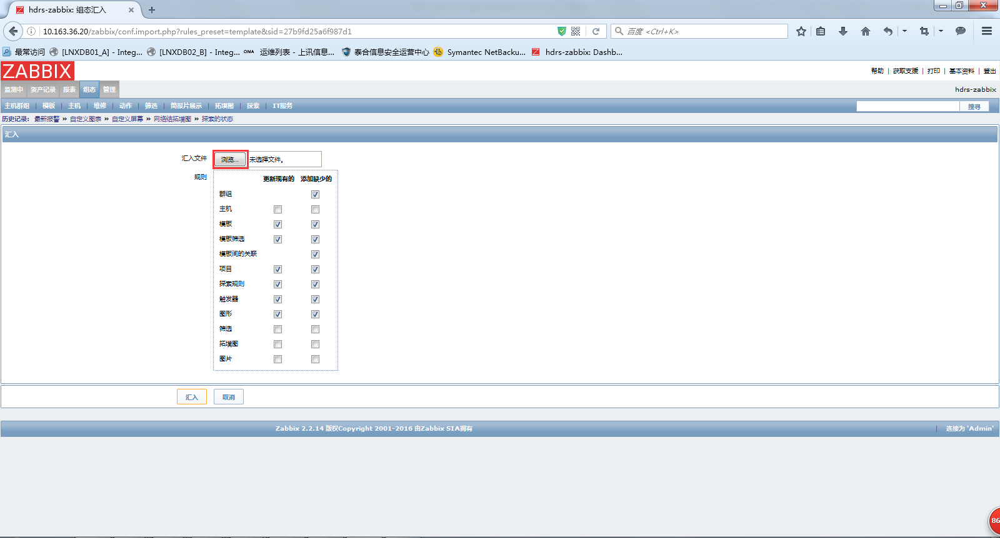 hdrs-zabbix: 组态汇入
10.163.36.20/zabbix/conf.import.php?rules_preset=template&sid=27b9fd25a6f987d1
百度 <Ctrl+K>
最常访问 [LNXDB01_A] - Integ... [LNXDB02_B] - Integ... OMA 运维列表 - 上讯信息... 泰合信息安全运营中心 Symantec NetBacku... hdrs-zabbix: Dashb...
ZABBIX
帮助 | 获取支援 | 打印 | 基本资料 | 登出
监测中 资产记录 报表 组态 管理
hdrs-zabbix
主机群组 | 模板 | 主机 | 维修 | 动作 | 筛选 | 简报片展示 | 拓墣图 | 探索 | IT服务
搜寻
历史记录: 最新报警 » 自定义图表 » 自定义屏幕 » 网络结拓墣图 » 探索的状态
汇入
汇入文件 浏览... 未选择文件。
规则
更新现有的 添加缺少的
群组
主机
模板
模板筛选
模板间的关联
项目
探索规则
触发器
图形
筛选
拓墣图
图片
汇入 取消
Zabbix 2.2.14 版权Copyright 2001-2016 由Zabbix SIA拥有
| 连接为 'Admin'
86